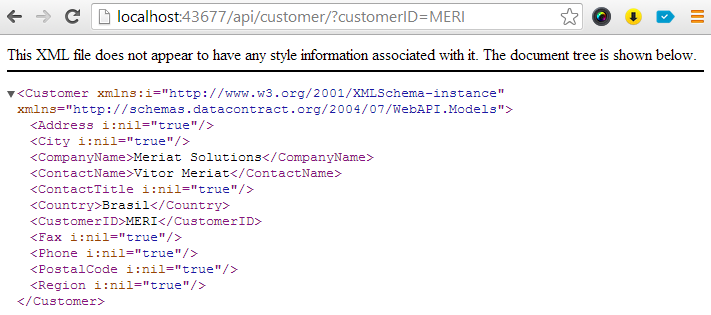 localhost:43677/api/customer/?customerID=MERI
This XML file does not appear to have any style information associated with it. The document tree is shown below.
▼<Customer xmlns:i="http://www.w3.org/2001/XMLSchema-instance"
xmlns="http://schemas.datacontract.org/2004/07/WebAPI.Models">
<Address i:nil="true"/>
<City i:nil="true"/>
<CompanyName>Meriat Solutions</CompanyName>
<ContactName>Vitor Meriat</ContactName>
<ContactTitle i:nil="true"/>
<Country>Brasil</Country>
<CustomerID>MERI</CustomerID>
<Fax i:nil="true"/>
<Phone i:nil="true"/>
<PostalCode i:nil="true"/>
<Region i:nil="true"/>
</Customer>